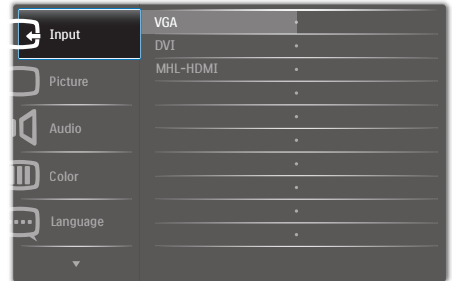 Input
Picture
Audio
Color
Language
VGA
DVI
MHL-HDMI